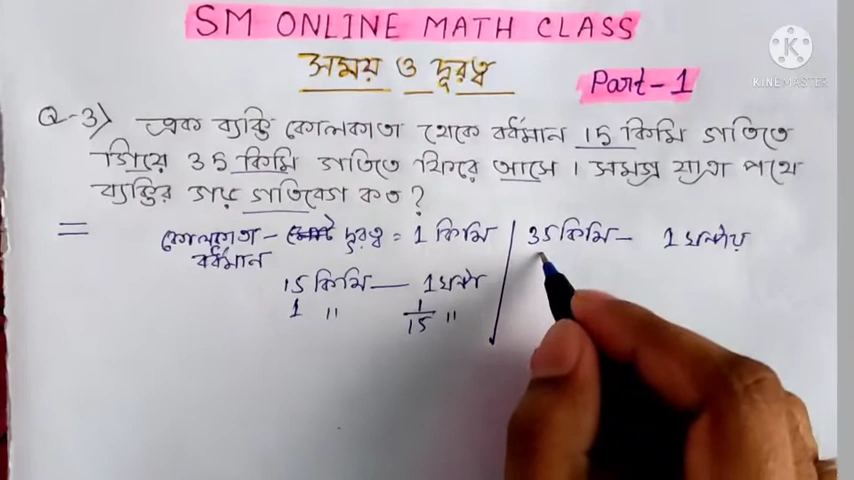 SM ONLINE MATH CLASS
সময় ও দূরত্ব
Part-1
K
KINEMASTER
Q-3) এক ব্যক্তি কোলকাতা থেকে বর্ধমান 15 কিমি গতিতে
গিয়ে 35 কিমি গতিতে ফিরে আসে । সমস্ত যাত্রা পথে
ব্যক্তির গড় গতিবেগ কত ?
= কোলকাতা - দূরত্ব = 1 কিমি
বর্ধমান
15 কিমি — 1 ঘন্টা
1 " 1/15 "
35 কিমি — 1 ঘন্টায়